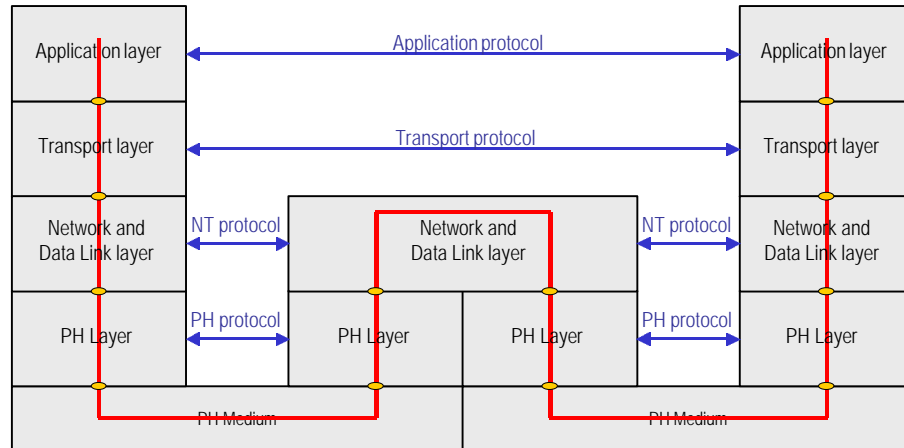 Application layer
Application protocol
Application layer
Transport layer
Transport protocol
Transport layer
Network and
Data Link layer
NT protocol
Network and
Data Link layer
NT protocol
Network and
Data Link layer
PH Layer
PH protocol
PH Layer
PH Layer
PH protocol
PH Layer
PH Medium
PH Medium